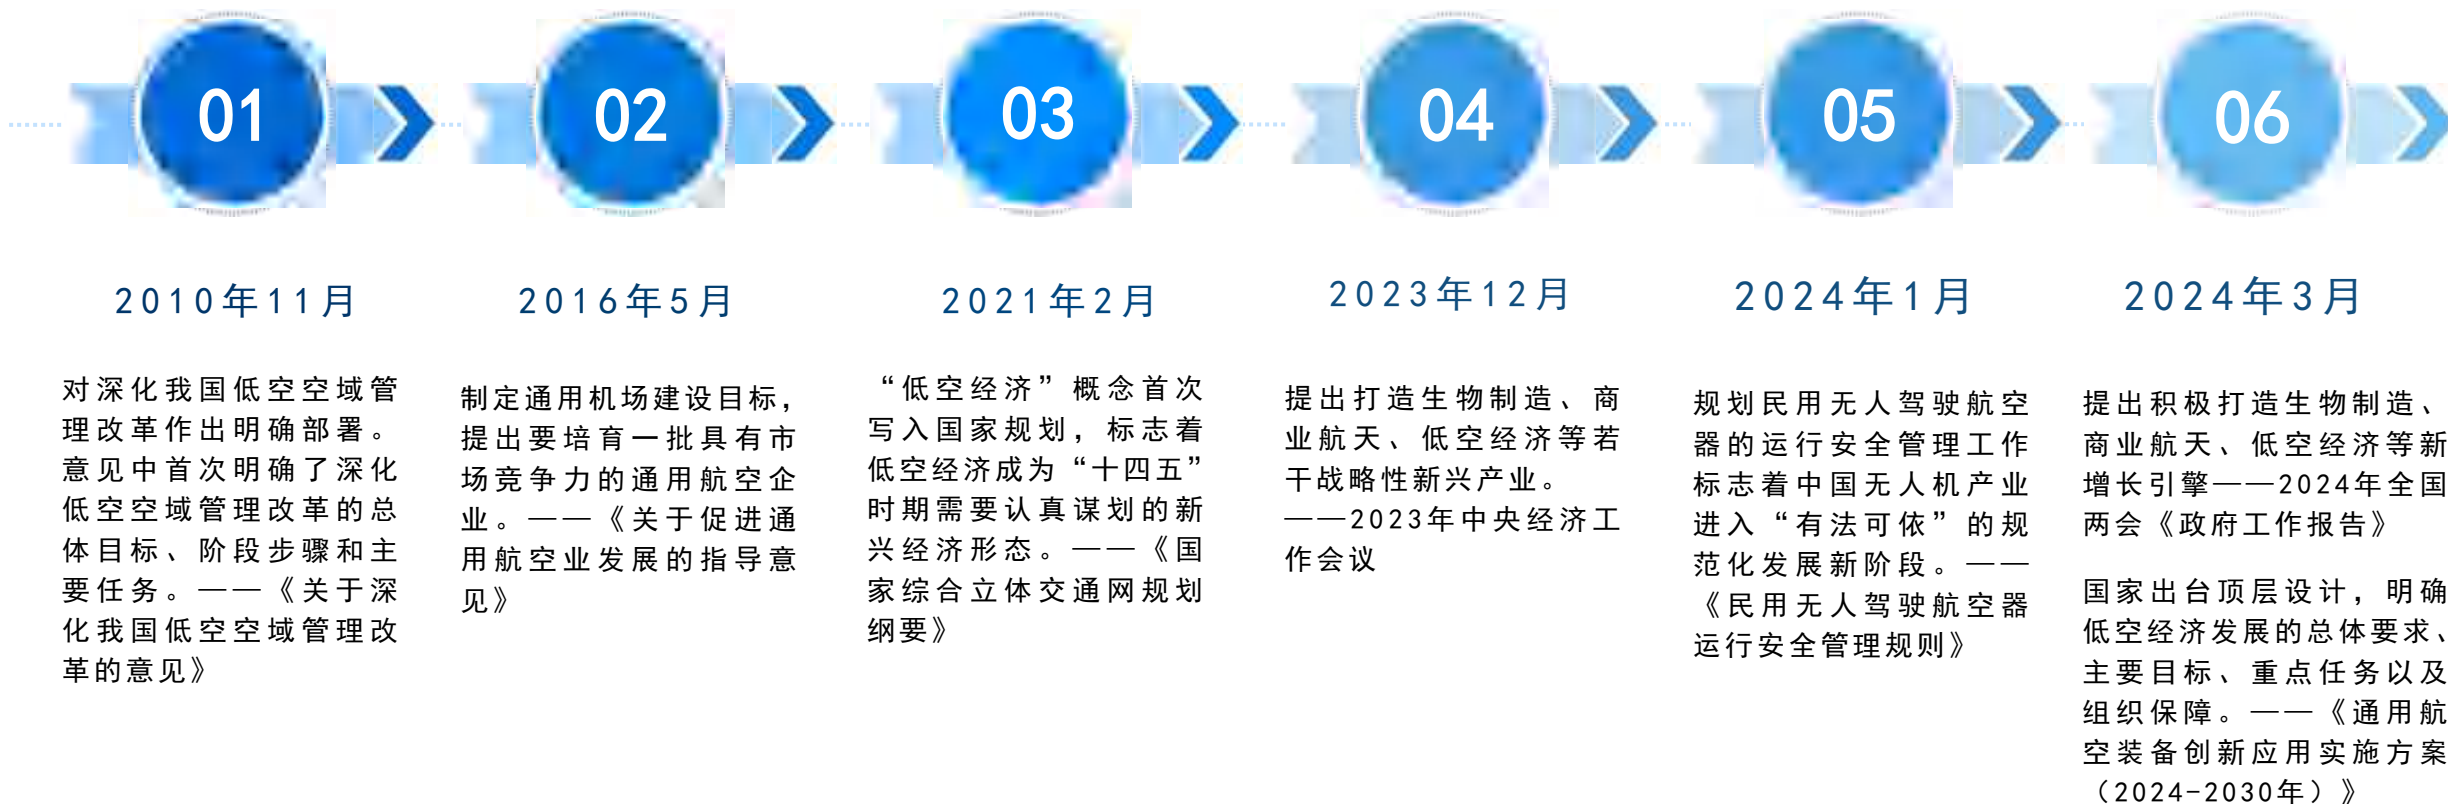 01
02
03
04
05
06
2010年11月
对深化我国低空空域管
理改革作出明确部署。
意见中首次明确了深化
低空空域管理改革的总
体目标、阶段步骤和主
要任务。——《关于深
化我国低空空域管理改
革的意见》
2016年5月
制定通用机场建设目标，
提出要培育一批具有市
场竞争力的通用航空企
业。——《关于促进通
用航空业发展的指导意
见》
2021年2月
“低空经济”概念首次
写入国家规划，标志着
低空经济成为“十四五”
时期需要认真谋划的新
兴经济形态。——《国
家综合立体交通网规划
纲要》
2023年12月
提出打造生物制造、商
业航天、低空经济等若
干战略性新兴产业。
——2023年中央经济工
作会议
2024年1月
规划民用无人驾驶航空
器的运行安全管理工作
标志着中国无人机产业
进入“有法可依”的规
范化发展新阶段。——
《民用无人驾驶航空器
运行安全管理规则》
2024年3月
提出积极打造生物制造、
商业航天、低空经济等新
增长引擎——2024年全国
两会《政府工作报告》
国家出台顶层设计，明确
低空经济发展的总体要求、
主要目标、重点任务以及
组织保障。——《通用航
空装备创新应用实施方案
（2024-2030年）》